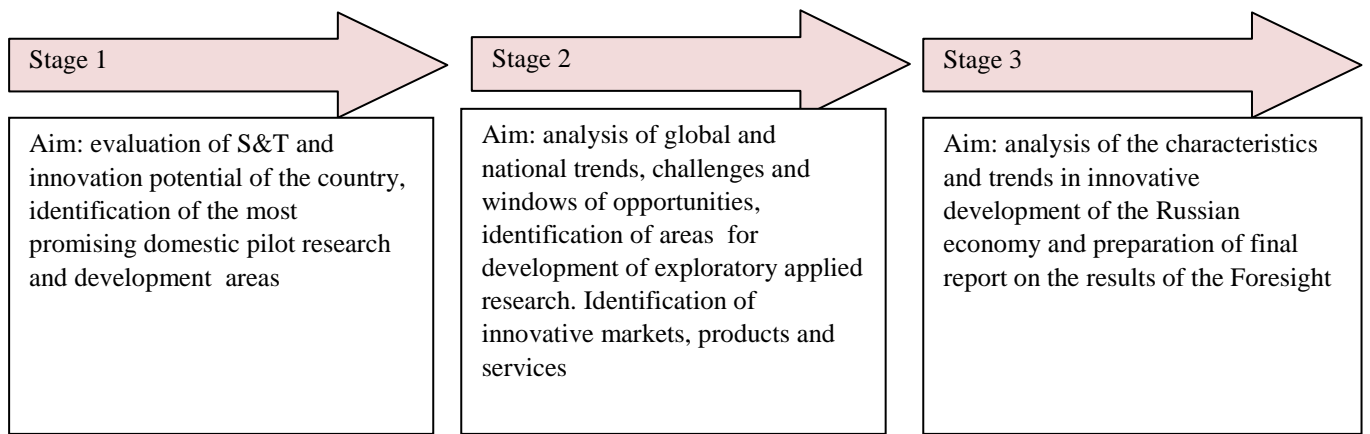 Stage 1
Aim: evaluation of S&T and
innovation potential of the country,
identification of the most
promising domestic pilot research
and development areas
Stage 2
Aim: analysis of global and
national trends, challenges and
windows of opportunities,
identification of areas for
development of exploratory applied
research. Identification of
innovative markets, products and
services
Stage 3
Aim: analysis of the characteristics
and trends in innovative
development of the Russian
economy and preparation of final
report on the results of the Foresight